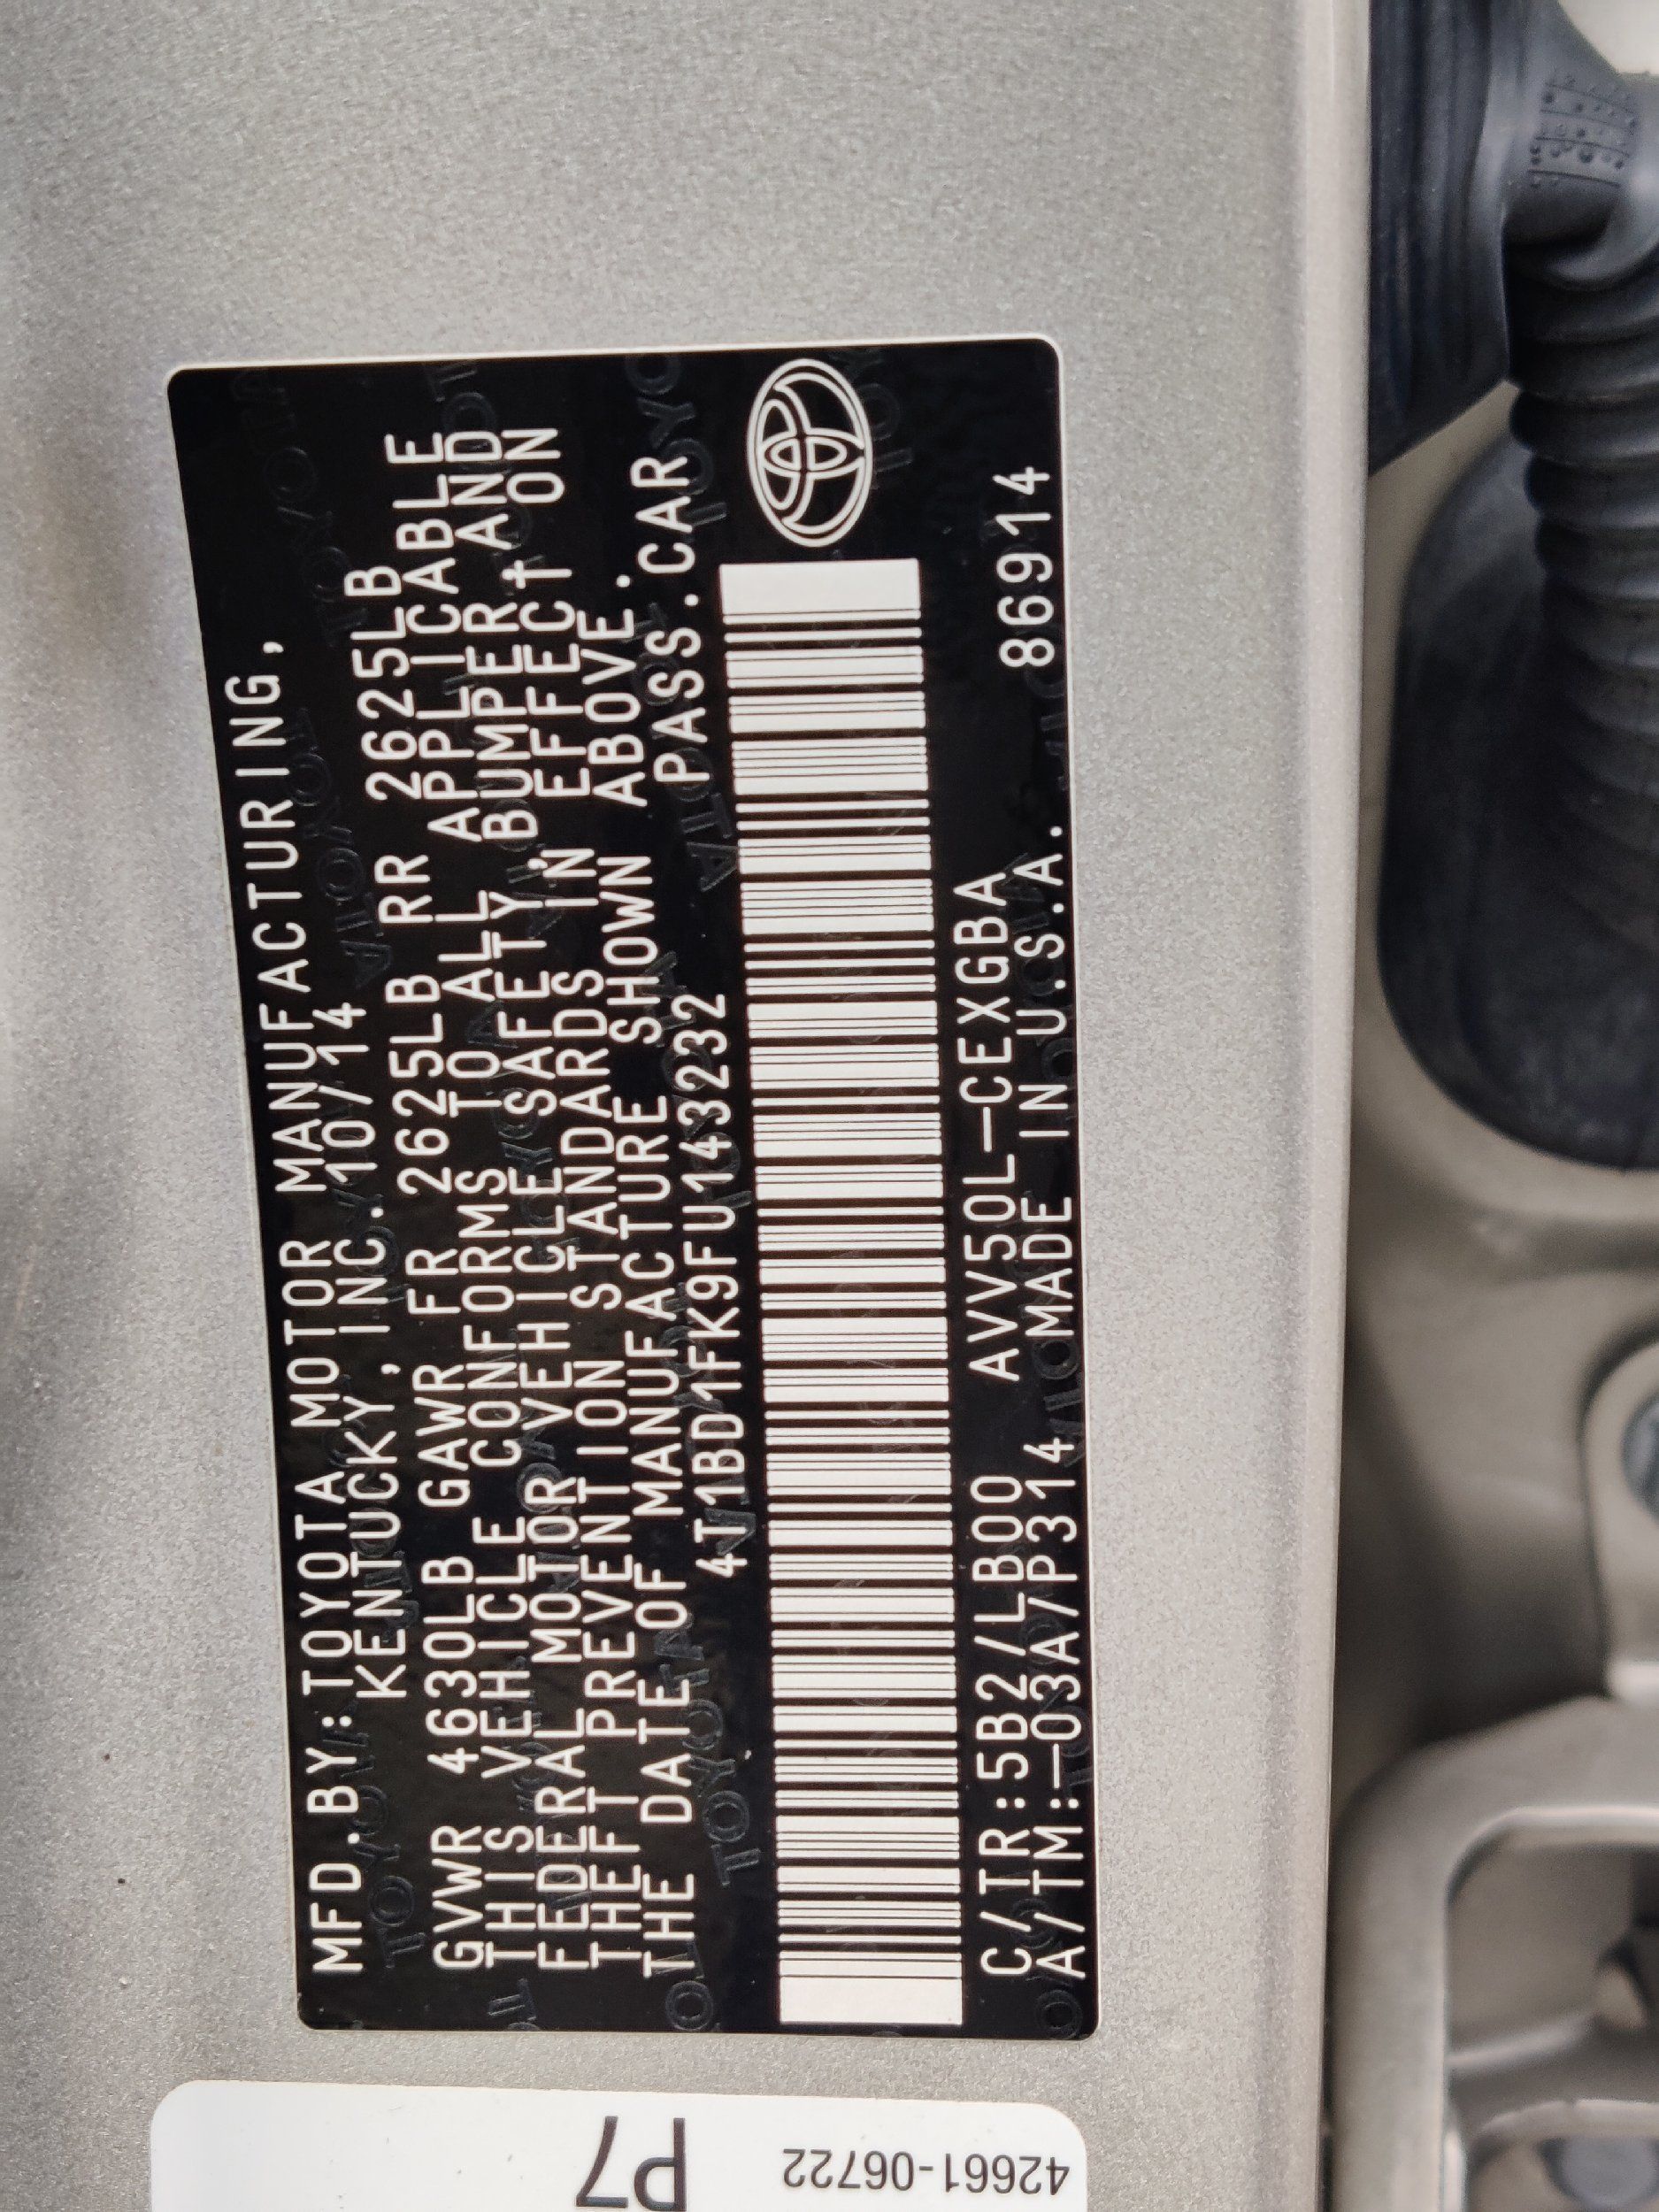 MFD.BY:TOYOTA MOTOR MANUFACTURING,
KENTUCKY, INC. 10/14
GVWR 4630LB GAWR FR 2625LB RR 2625LB
THIS VEHICLE CONFORMS TO ALL APPLICABLE
FEDERAL MOTOR VEHICLE SAFETY, BUMPER, AND
THEFT PREVENTION STANDARDS IN EFFECT ON
THE DATE OF MANUFACTURE SHOWN ABOVE.
4T1BD1FK9FU143232 PASS.CAR
C/TR:5B2/LB00 AVV50L-CEXGBA
A/TM:-03A/P314 MADE IN U.S.A. 86914
P7
42661-06722